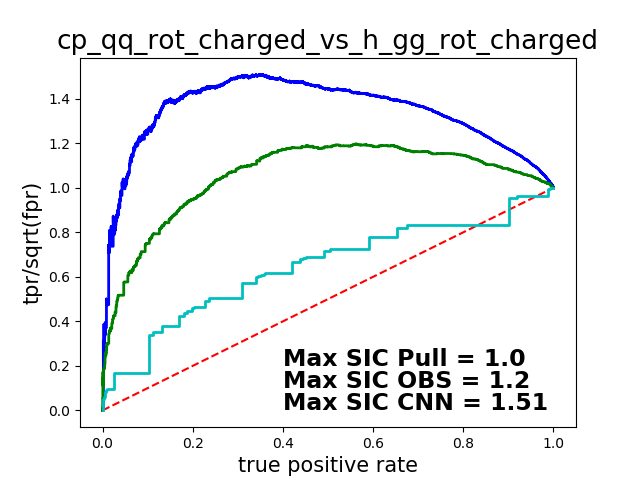 cp_qq_rot_charged_vs_h_gg_rot_charged
tpr/sqrt(fpr)
1.4
1.2
1.0
0.8
0.6
0.4
0.2
0.0
Max SIC Pull = 1.0
Max SIC OBS = 1.2
Max SIC CNN = 1.51
0.0 0.2 0.4 0.6 0.8 1.0
true positive rate